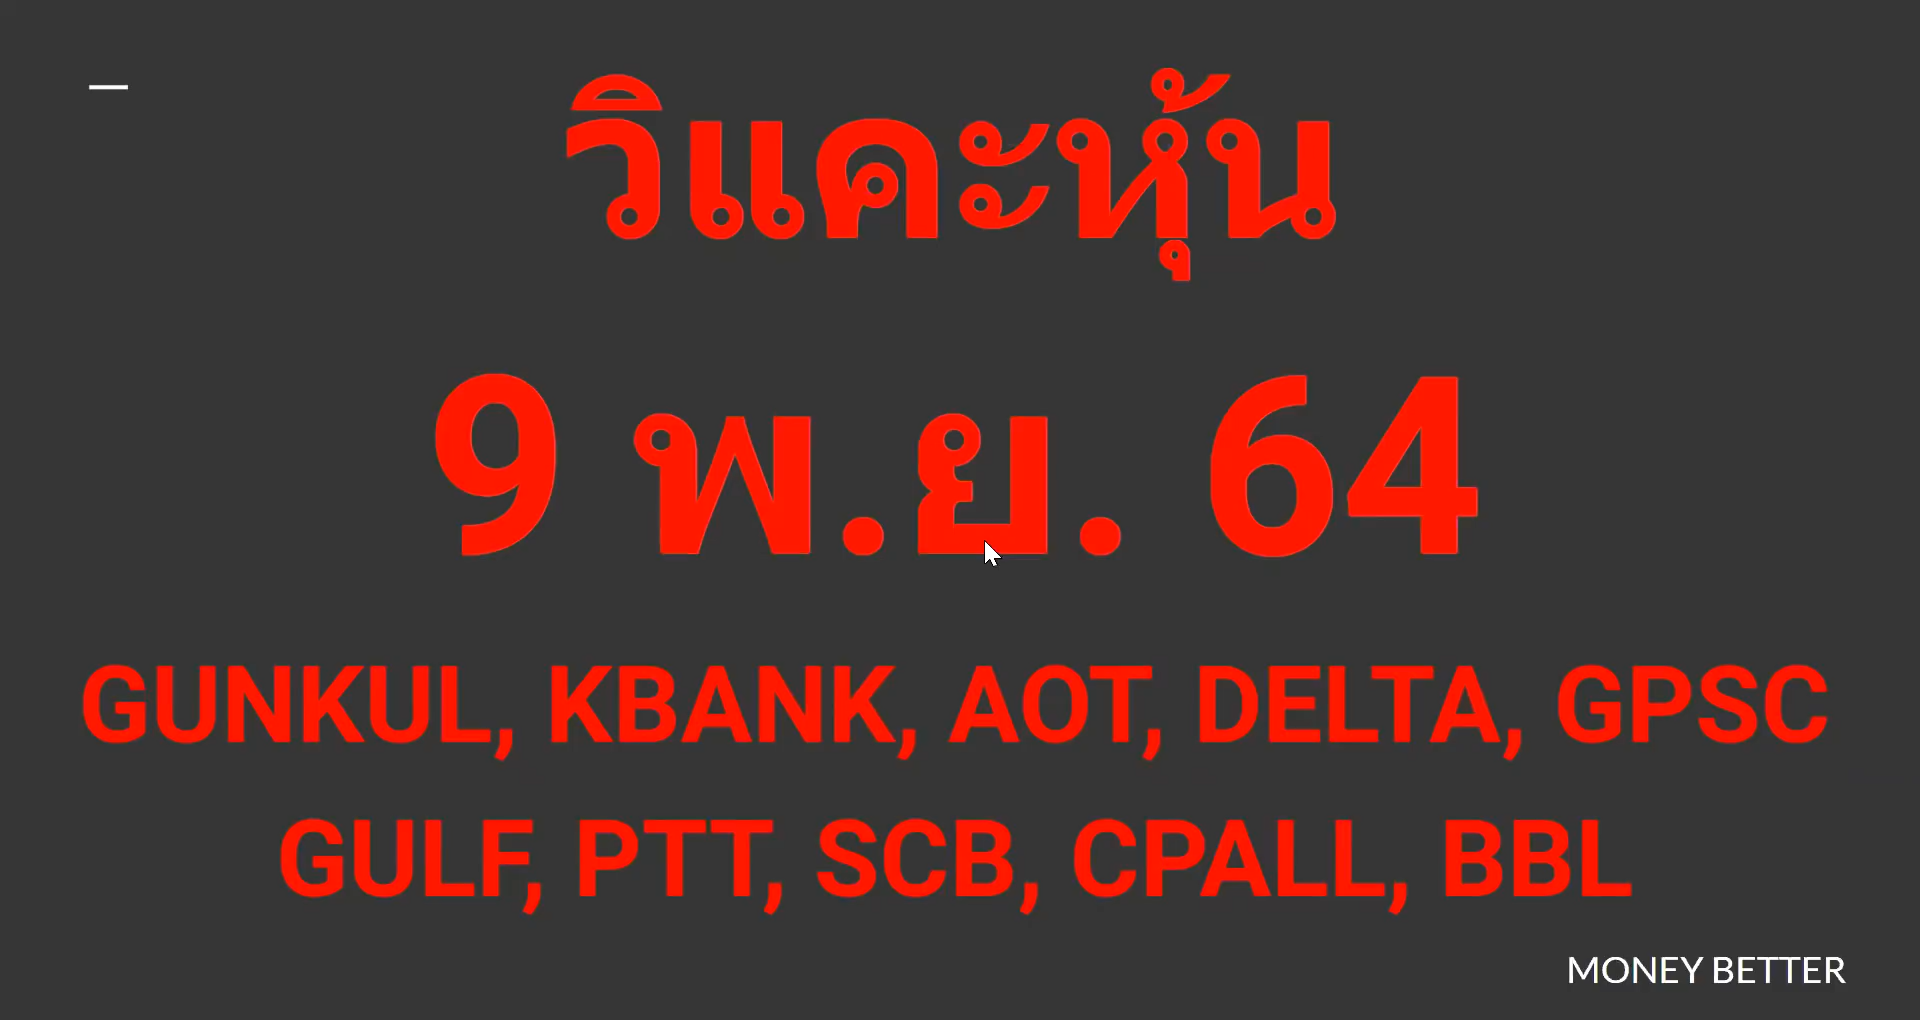 วิแคะหุ้น
9 พ.ย. 64
GUNKUL, KBANK, AOT, DELTA, GPSC
GULF, PTT, SCB, CPALL, BBL
MONEY BETTER